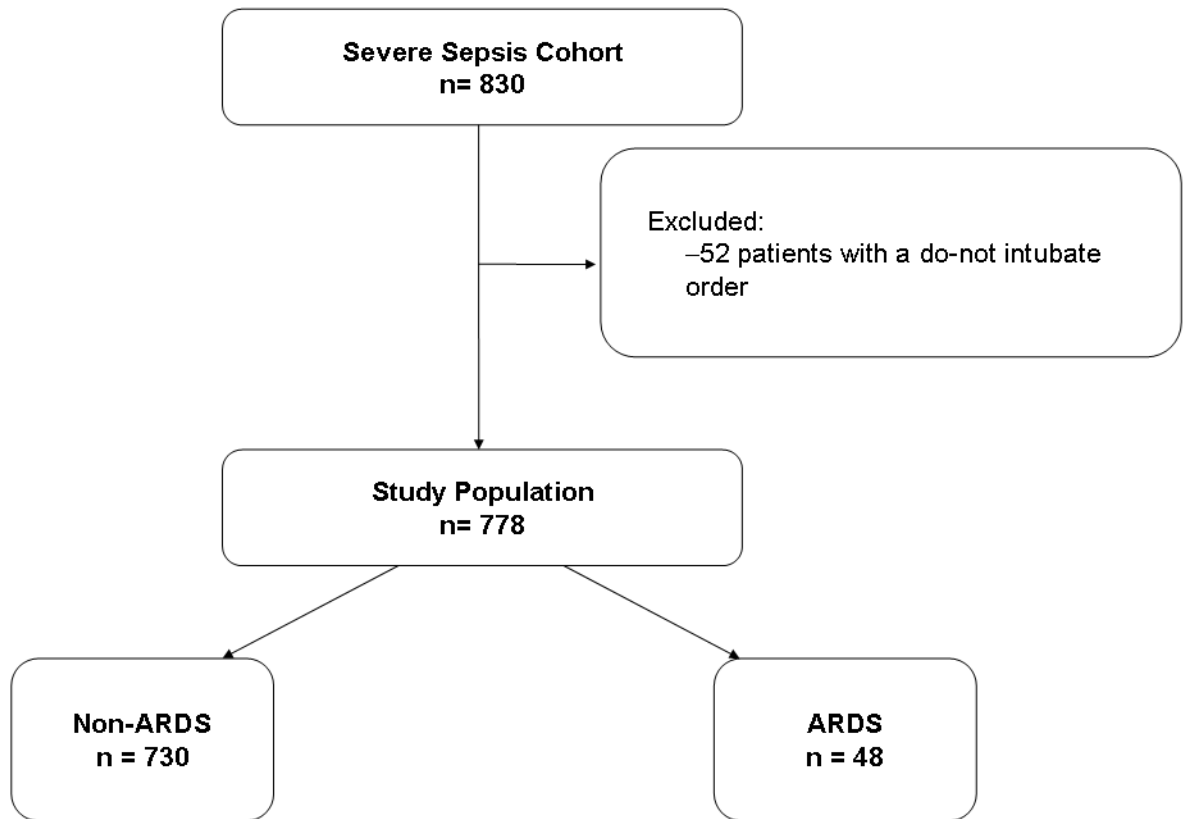 Severe Sepsis Cohort
n= 830
Excluded:
–52 patients with a do-not intubate
order
Study Population
n= 778
Non-ARDS
n = 730
ARDS
n = 48